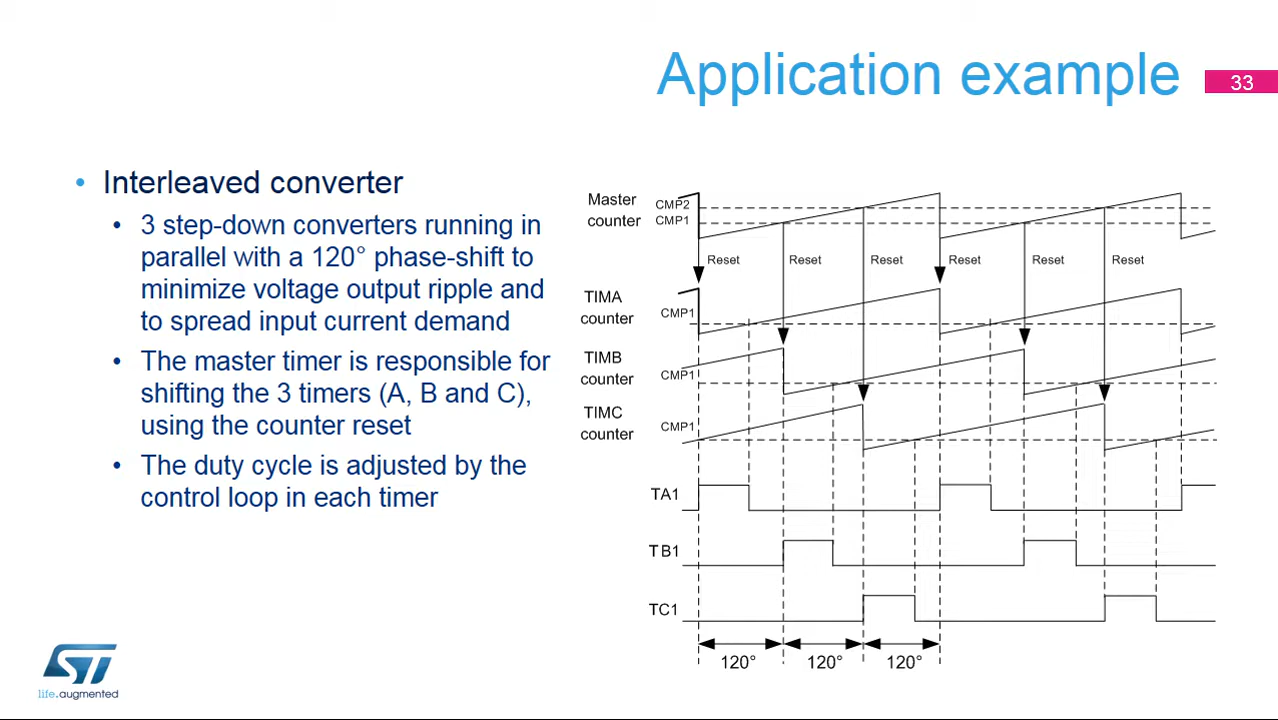 Application example
33
• Interleaved converter
• 3 step-down converters running in
parallel with a 120° phase-shift to
minimize voltage output ripple and
to spread input current demand
• The master timer is responsible for
shifting the 3 timers (A, B and C),
using the counter reset
• The duty cycle is adjusted by the
control loop in each timer
Master
counter
CMP2
CMP1
Reset
Reset
Reset
Reset
Reset
Reset
TIMA
counter
CMP1
TIMB
counter
CMP1
TIMC
counter
CMP1
TA1
TB1
TC1
120°
120°
120°
ST
life.augmented